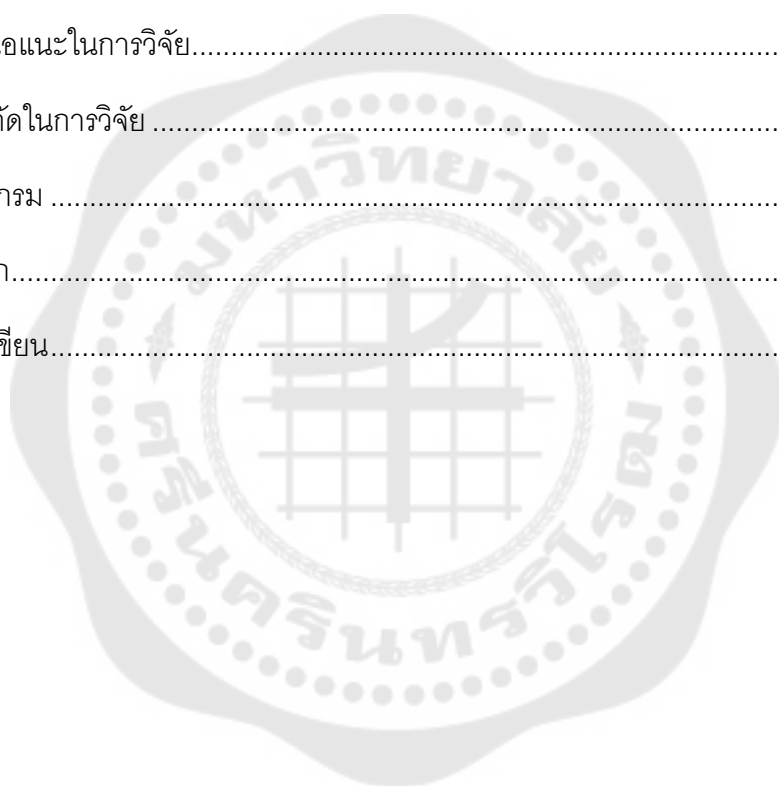 อแนะในการวิจัย
ัดในการวิจัย
กรม
เขียน
มหาวิทยาลัย
ศรีนครินทรวิโรฒ